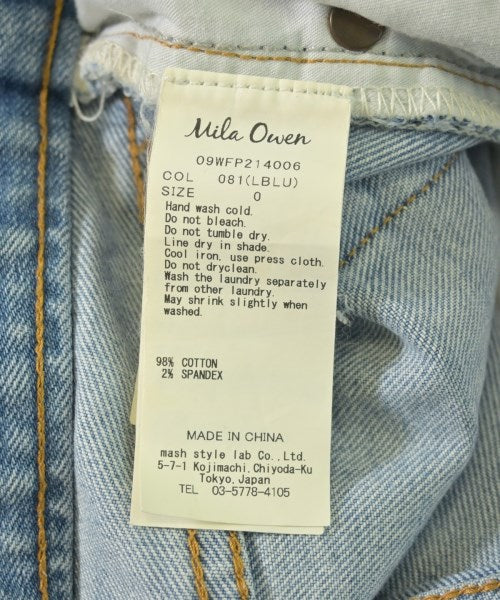 Mila Owen
09WFP214006
COL 081(LBLU)
SIZE 0
Hand wash cold.
Do not bleach.
Do not tumble dry.
Line dry in shade.
Cool iron, use press cloth.
Do not dryclean.
Wash the laundry separately
from other laundry.
May shrink slightly when
washed.
98% COTTON
2% SPANDEX
MADE IN CHINA
mash style lab Co., Ltd.
5-7-1 Kojimachi, Chiyoda-Ku
Tokyo, Japan
TEL 03-5778-4105